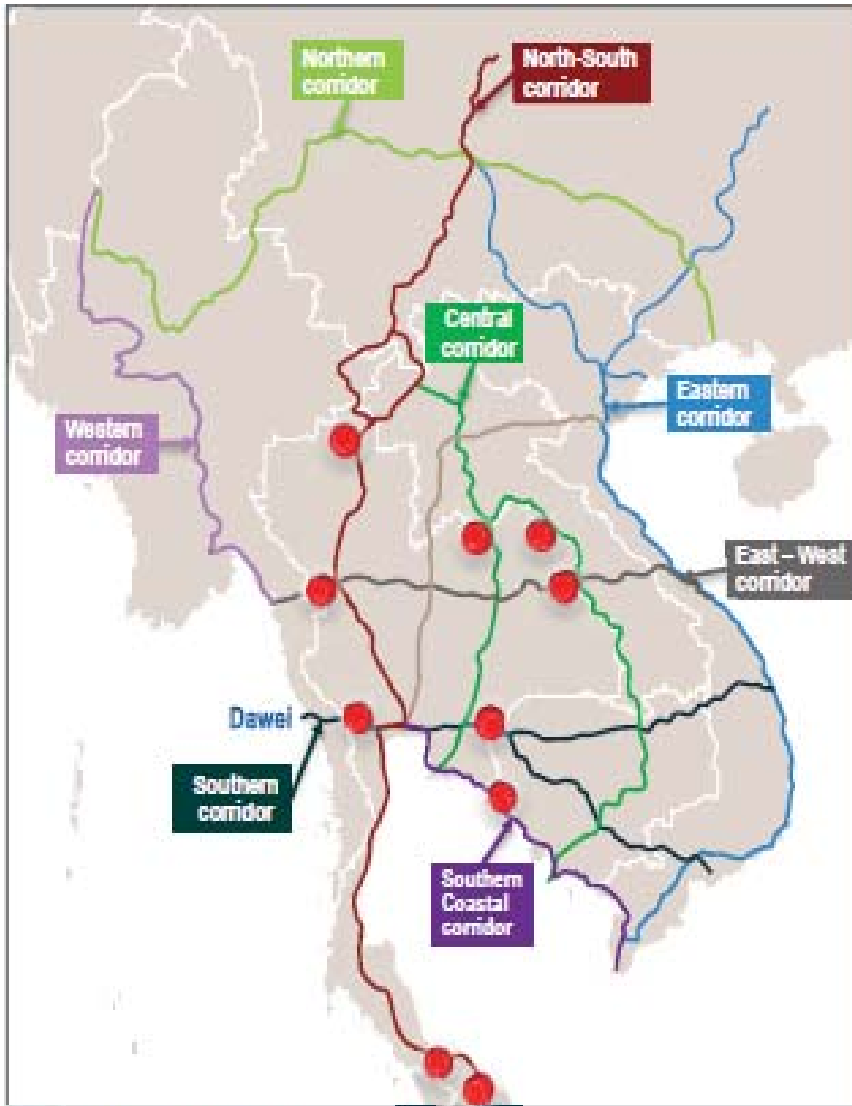 Northern
corridor
North-South
corridor
Central
corridor
Eastern
corridor
Western
corridor
East – West
corridor
Dawei
Southern
corridor
Southern
Coastal
corridor